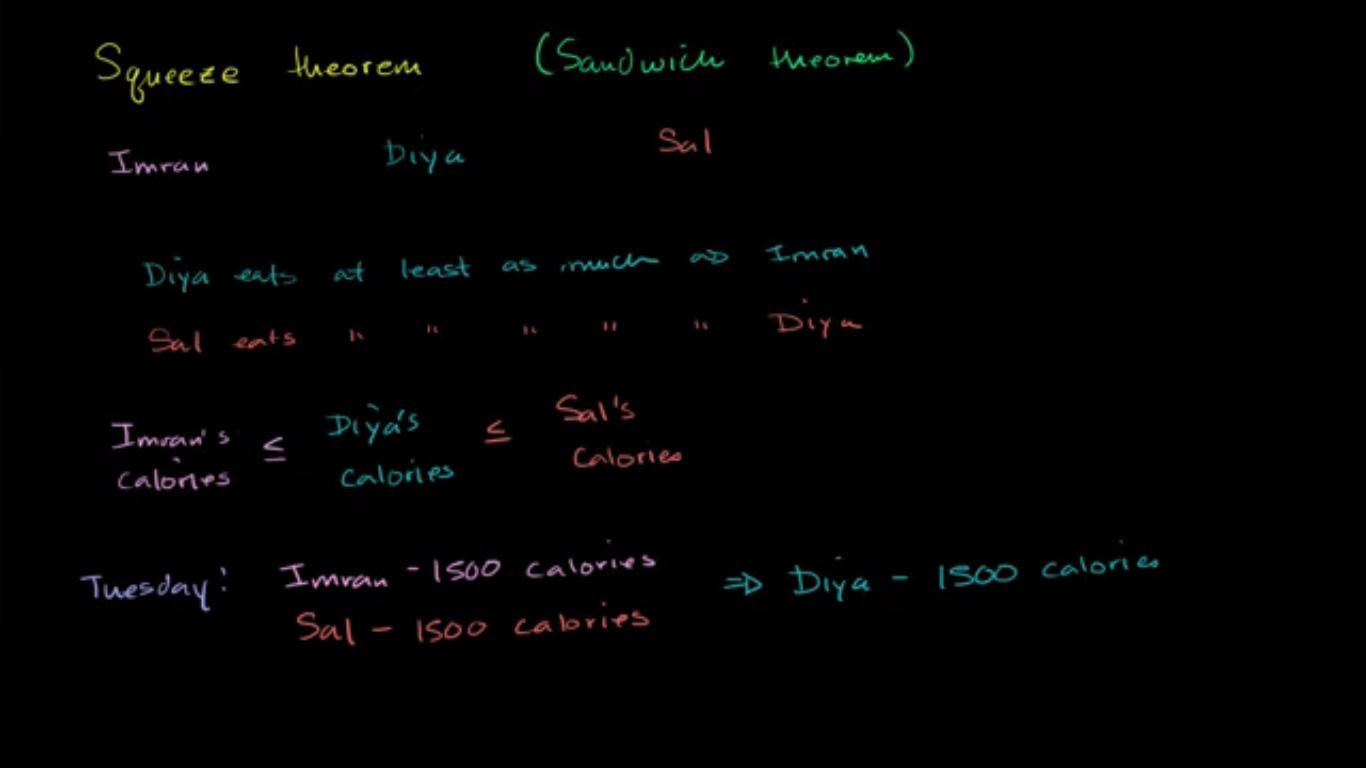 Squeeze theorem (Sandwich theorem)
Imran Diya Sal
Diya eats at least as much as Imran
Sal eats " " " " " Diya
Imran's ≤ Diya's ≤ Sal's
calories calories calories
Tuesday: Imran - 1500 calories ⇒ Diya - 1500 calories
Sal - 1500 calories